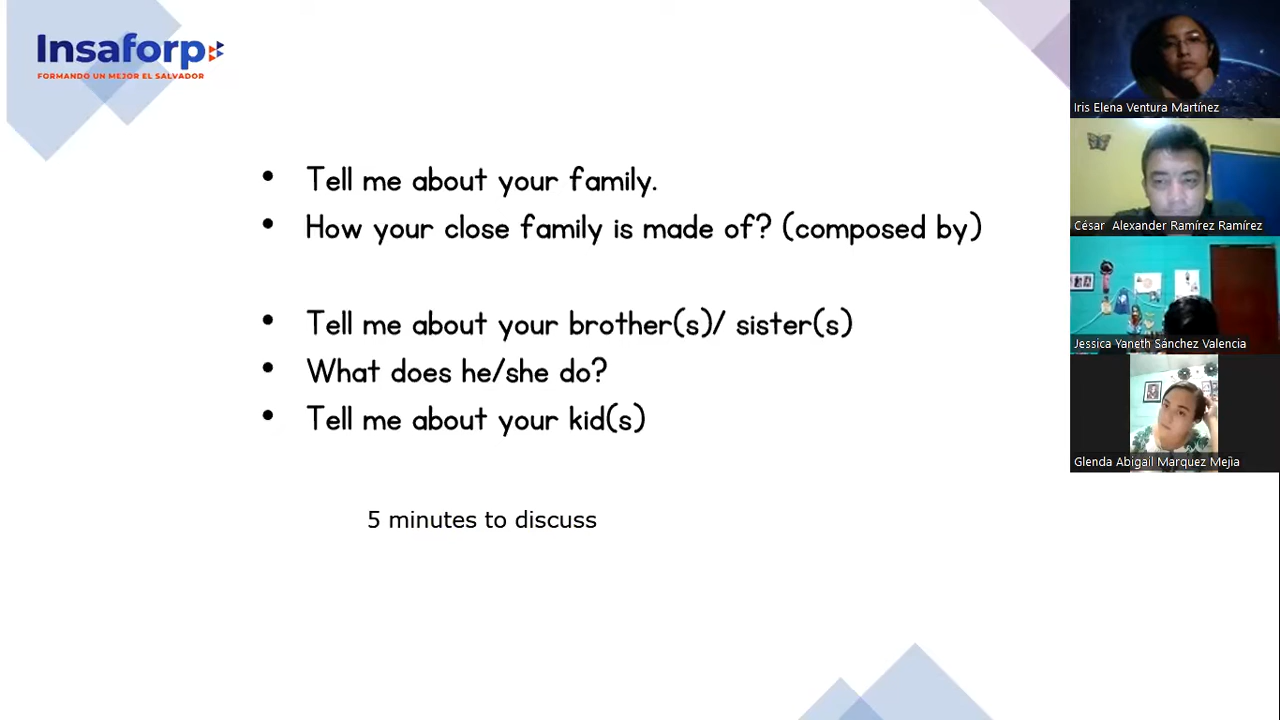 Insaforp
FORMANDO UN MEJOR EL SALVADOR
• Tell me about your family.
• How your close family is made of? (composed by)
• Tell me about your brother(s)/ sister(s)
• What does he/she do?
• Tell me about your kid(s)
5 minutes to discuss
Iris Elena Ventura Martínez
César Alexander Ramírez Ramírez
Jessica Yaneth Sánchez Valencia
Glenda Abigail Marquez Mejìa